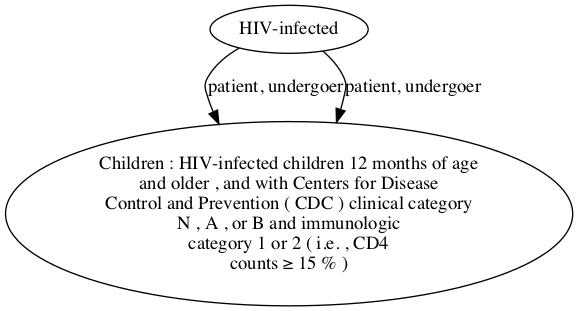 HIV-infected
patient, undergoer patient, undergoer
Children : HIV-infected children 12 months of age
and older , and with Centers for Disease
Control and Prevention ( CDC ) clinical category
N , A , or B and immunologic
category 1 or 2 ( i.e. , CD4
counts ≥ 15 % )